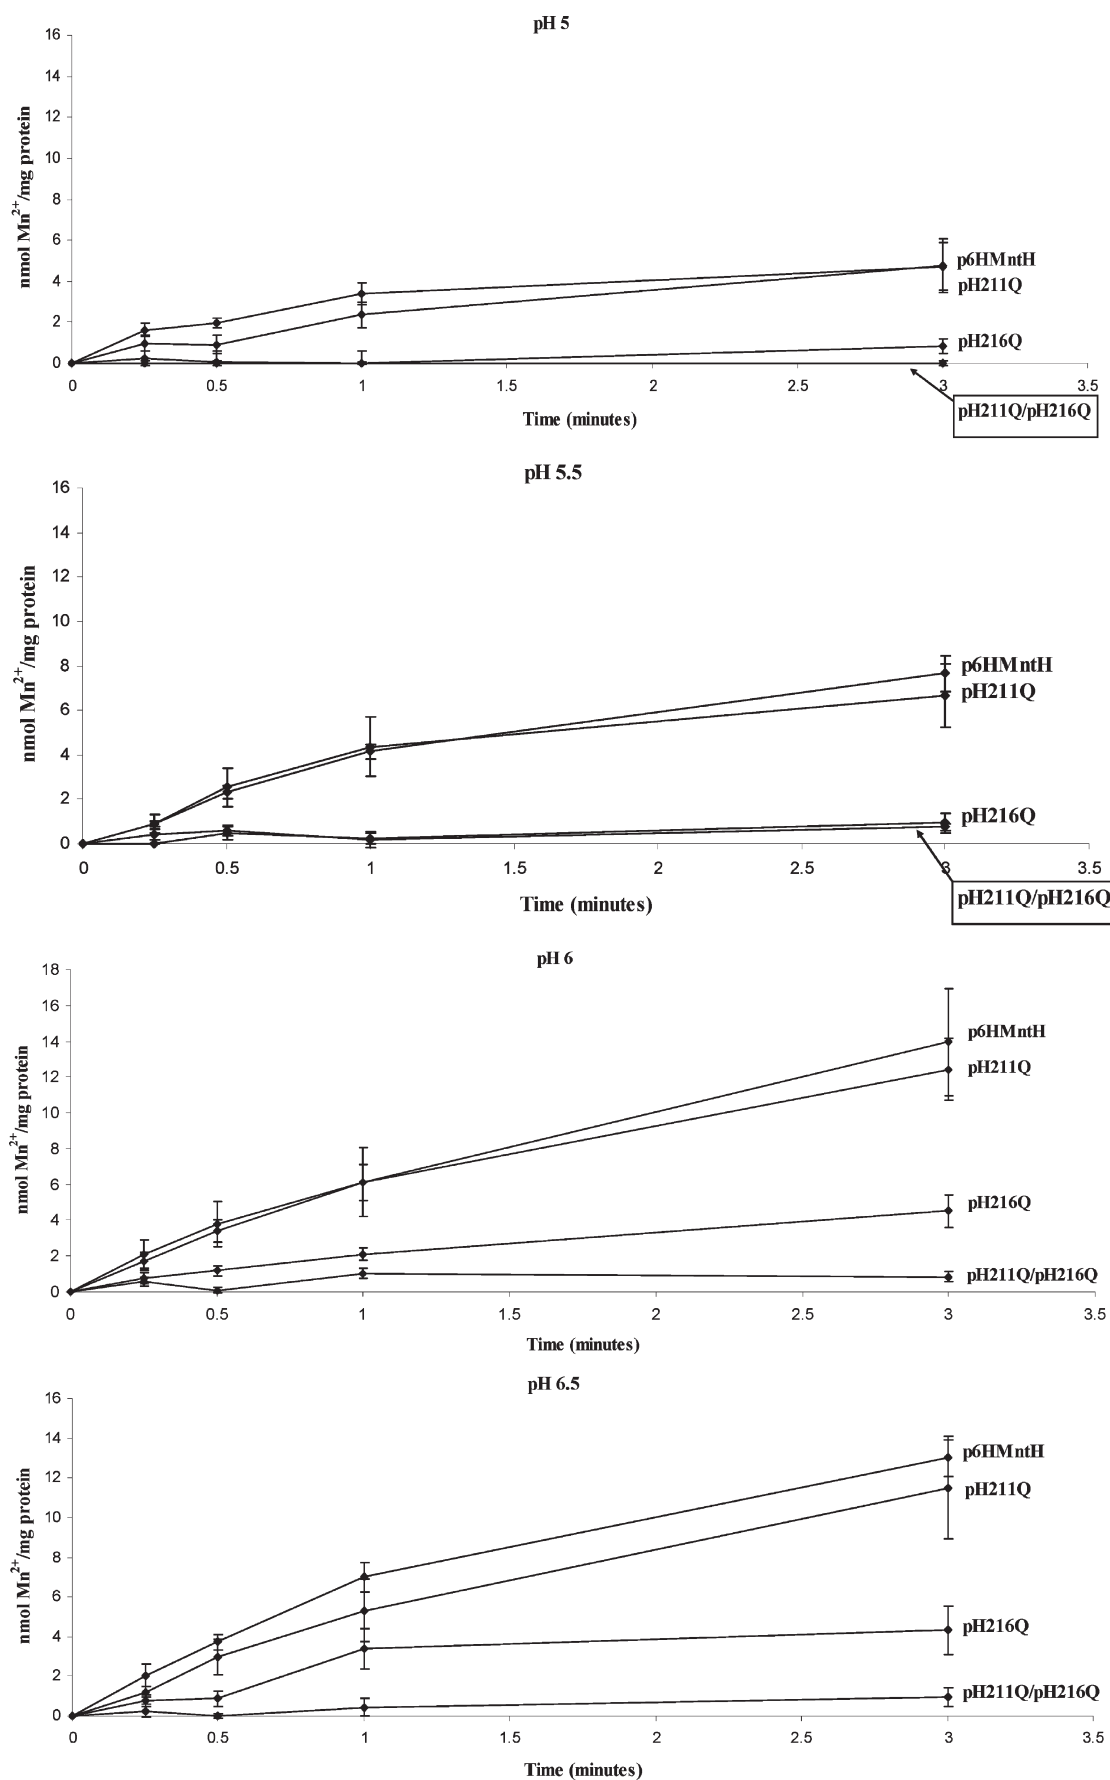 pH 5
16
14
12
10
8
6
4
2
0
nmol Mn2+/mg protein
p6HMntH
pH211Q
pH216Q
0 0.5 1 1.5 2 2.5 3 3.5
pH211Q/pH216Q
Time (minutes)
pH 5.5
16
14
12
10
8
6
4
2
0
nmol Mn2+/mg protein
p6HMntH
pH211Q
pH216Q
0 0.5 1 1.5 2 2.5 3 3.5
pH211Q/pH216Q
Time (minutes)
pH 6
18
16
14
12
10
8
6
4
2
0
nmol Mn2+/mg protein
p6HMntH
pH211Q
pH216Q
pH211Q/pH216Q
0 0.5 1 1.5 2 2.5 3 3.5
Time (minutes)
pH 6.5
16
14
12
10
8
6
4
2
0
nmol Mn2+/mg protein
p6HMntH
pH211Q
pH216Q
pH211Q/pH216Q
0 0.5 1 1.5 2 2.5 3 3.5
Time (minutes)